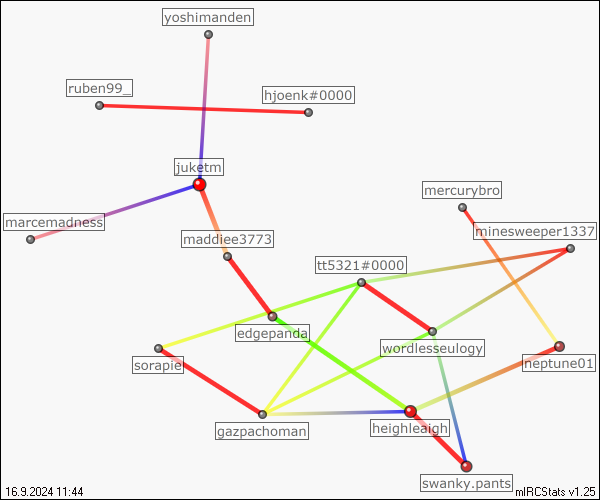 yoshimanden
ruben99_
hjoenk#0000
juketm
mercurybro
marcemadness
minesweeper1337
maddiee3773
tt5321#0000
edgepanda
wordlesseulogy
sorapie
neptune01
gazpachoman
heighleaigh
swanky.pants
16.9.2024 11:44
mIRCStats v1.25